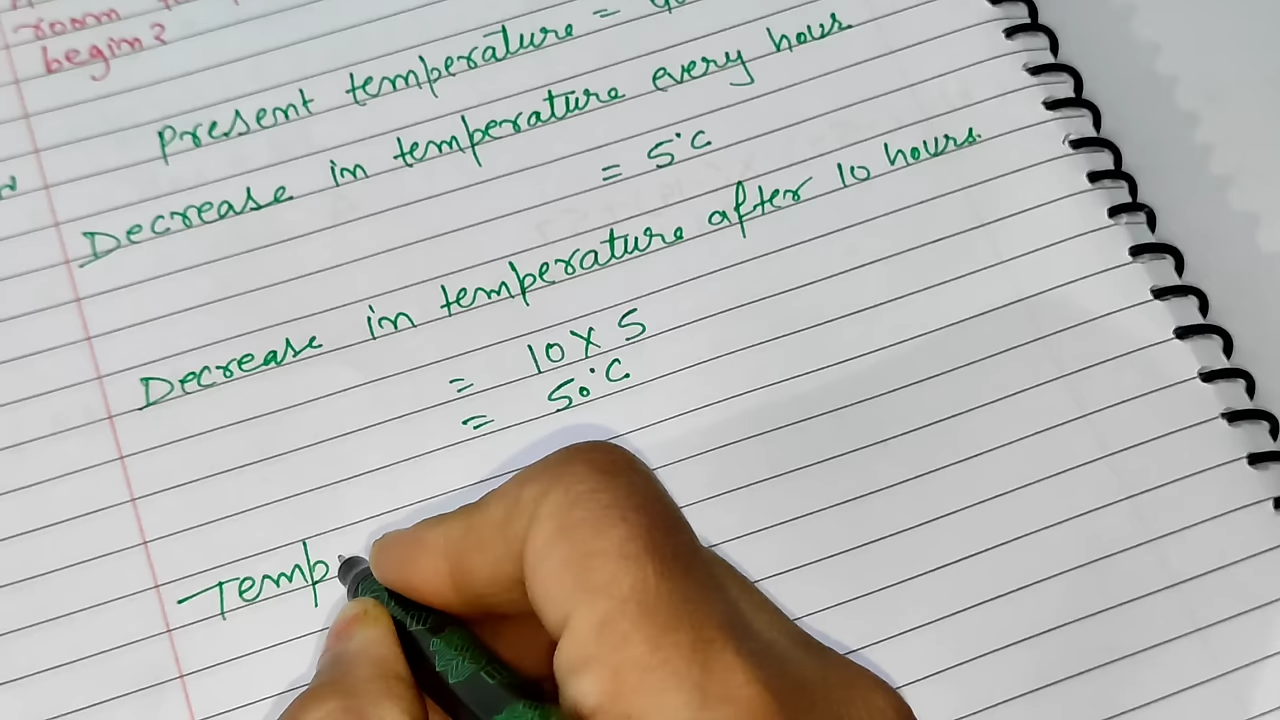 room
begin?
Present temperature =
Decrease in temperature every hour
= 5°C
Decrease in temperature after 10 hours.
= 10 X 5
= 50°C
Temp